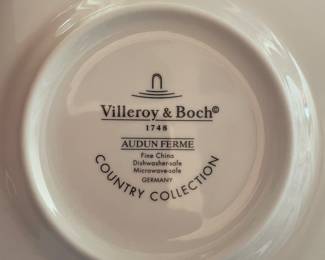 Villeroy & Boch©
1748
AUDUN FERME
Fine China
Dishwasher-safe
Microwave-safe
GERMANY
COUNTRY COLLECTION